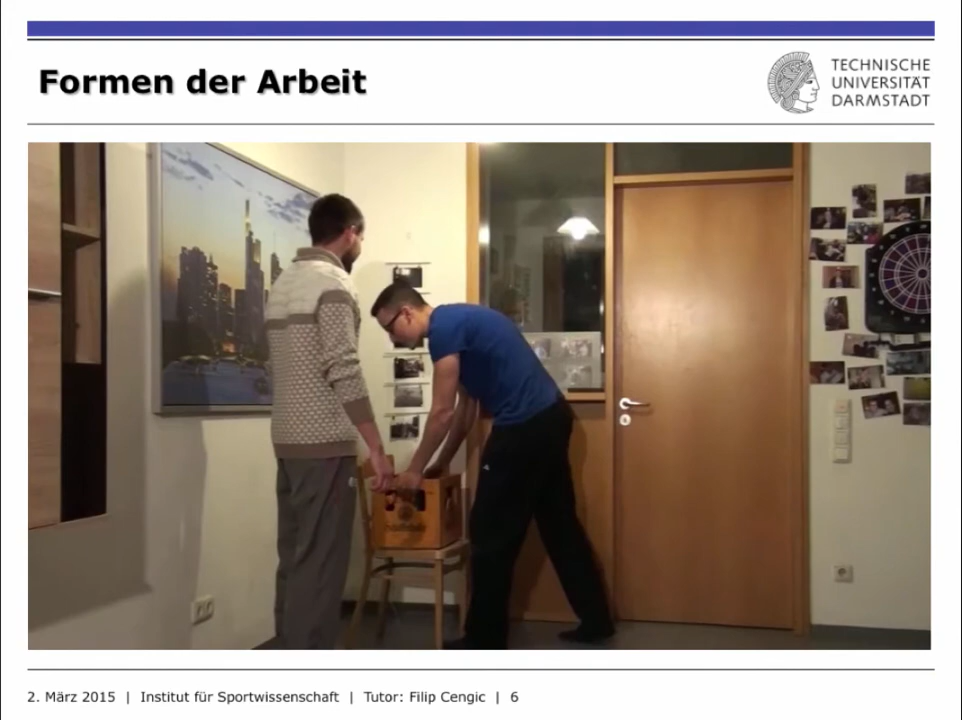 Formen der Arbeit
TECHNISCHE
UNIVERSITÄT
DARMSTADT
2. März 2015 | Institut für Sportwissenschaft | Tutor: Filip Cengic | 6